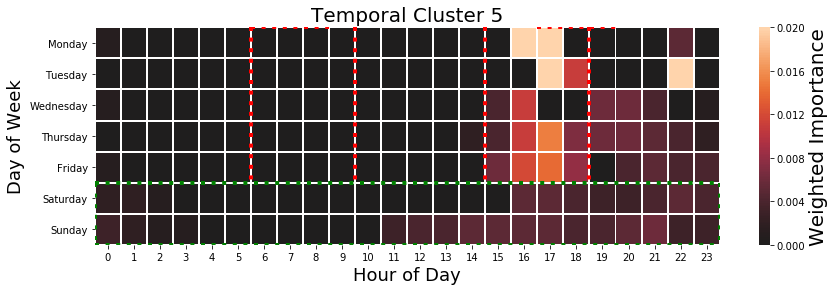 Temporal Cluster 5
Day of Week
Monday
Tuesday
Wednesday
Thursday
Friday
Saturday
Sunday
0 1 2 3 4 5 6 7 8 9 10 11 12 13 14 15 16 17 18 19 20 21 22 23
Hour of Day
0.020
0.016
0.012
0.008
0.004
0.000
Weighted Importance